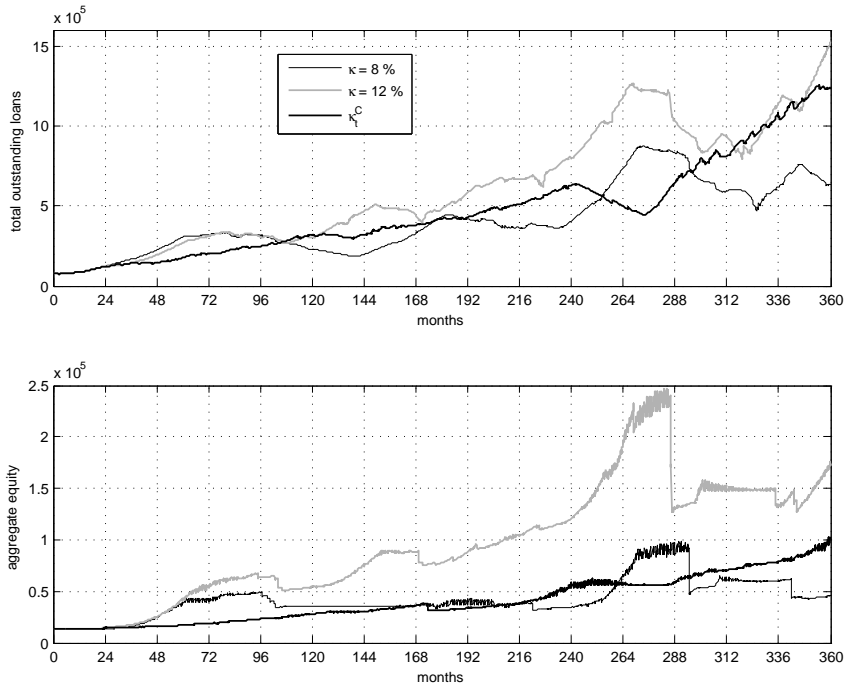 x 10^5
15
10
5
0
total outstanding loans
κ = 8 %
κ = 12 %
κ_t^C
0 24 48 72 96 120 144 168 192 216 240 264 288 312 336 360
months
x 10^5
2.5
2
1.5
1
0.5
0
aggregate equity
0 24 48 72 96 120 144 168 192 216 240 264 288 312 336 360
months